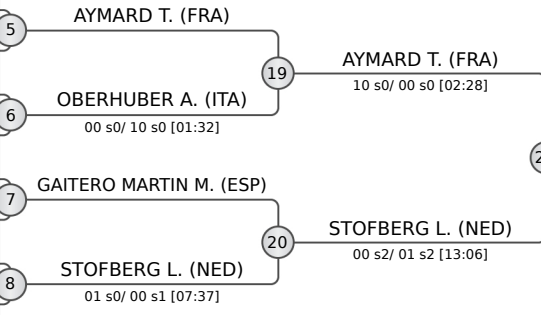 AYMARD T. (FRA)
5
19
AYMARD T. (FRA)
10 s0/ 00 s0 [02:28]
OBERHUBER A. (ITA)
6
00 s0/ 10 s0 [01:32]
GAITERO MARTIN M. (ESP)
7
20
STOFBERG L. (NED)
00 s2/ 01 s2 [13:06]
STOFBERG L. (NED)
8
01 s0/ 00 s1 [07:37]